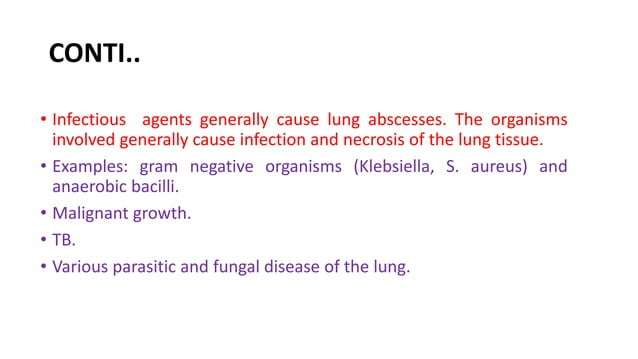 CONTI..
• Infectious agents generally cause lung abscesses. The organisms
involved generally cause infection and necrosis of the lung tissue.
• Examples: gram negative organisms (Klebsiella, S. aureus) and
anaerobic bacilli.
• Malignant growth.
• TB.
• Various parasitic and fungal disease of the lung.